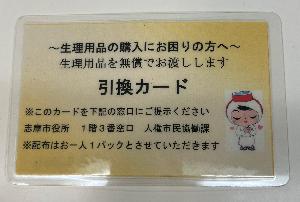 ～生理用品の購入にお困りの方へ～
生理用品を無償でお渡しします
引換カード
※このカードを下記の窓口にご提示ください
志摩市役所　１階３番窓口　人権市民協働課
※配布はお一人１パックとさせていただきます